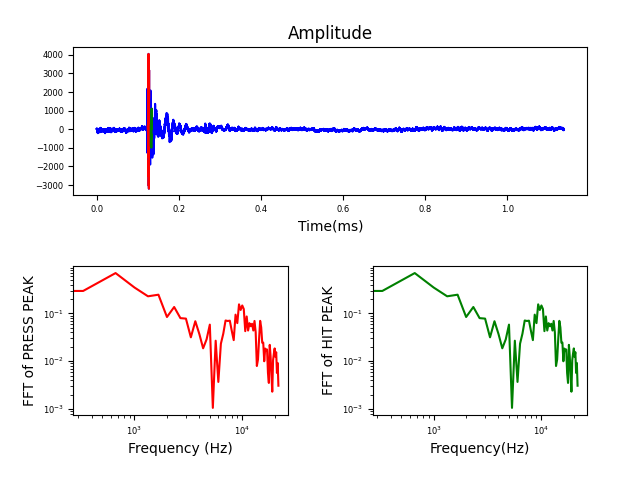 Amplitude
4000
3000
2000
1000
0
−1000
−2000
−3000
0.0 0.2 0.4 0.6 0.8 1.0
Time(ms)
FFT of PRESS PEAK
10⁻¹
10⁻²
10⁻³
10³ 10⁴
Frequency (Hz)
FFT of HIT PEAK
10⁻¹
10⁻²
10⁻³
10³ 10⁴
Frequency(Hz)